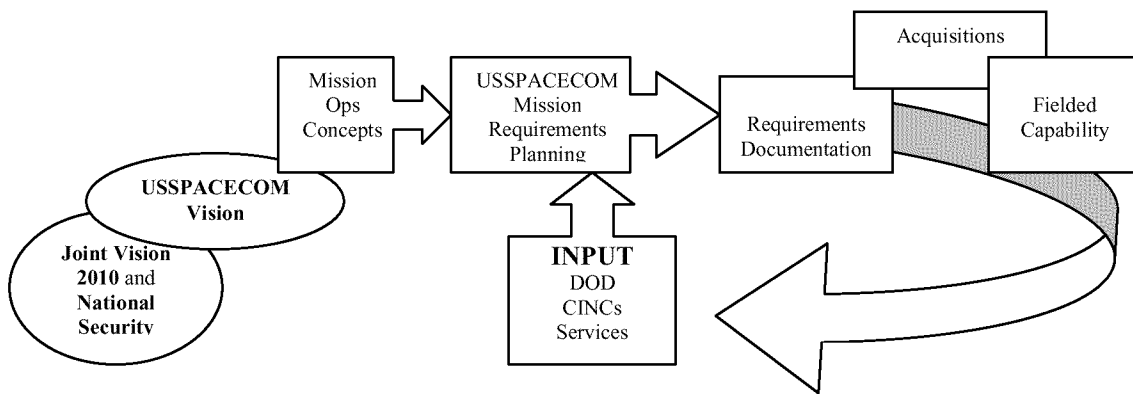 Joint Vision
2010 and
National
Security
USSPACECOM
Vision
Mission
Ops
Concepts
USSPACECOM
Mission
Requirements
Planning
INPUT
DOD
CINCs
Services
Requirements
Documentation
Acquisitions
Fielded
Capability